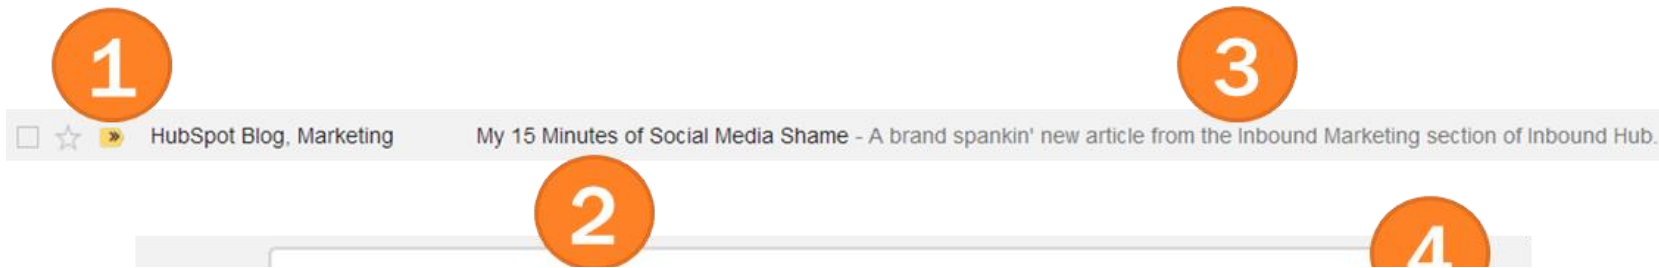 1
3
HubSpot Blog, Marketing My 15 Minutes of Social Media Shame - A brand spankin' new article from the Inbound Marketing section of Inbound Hub.
2
4